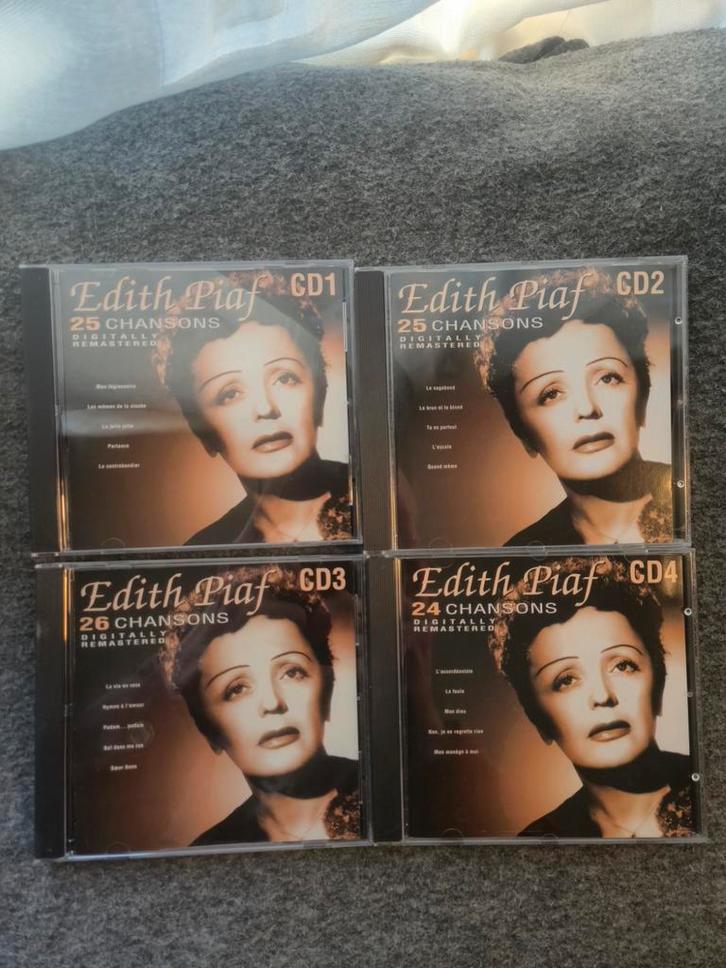 Edith Piaf CD1
25 CHANSONS
DIGITALLY
REMASTERED
Mon légionnaire
Les mômes de la cloche
La julie jolie
Partance
Le contrebandier
Edith Piaf CD2
25 CHANSONS
DIGITALLY
REMASTERED
Le vagabond
Le brun et le blond
Tu es partout
L'escale
Quand même
Edith Piaf CD3
26 CHANSONS
DIGITALLY
REMASTERED
La vie en rose
Hymne à l'amour
Padam... padam
Bal dans ma rue
Sœur Anne
Edith Piaf CD4
24 CHANSONS
DIGITALLY
REMASTERED
L'accordéoniste
La foule
Mon dieu
Non, je ne regrette rien
Mon manège à moi